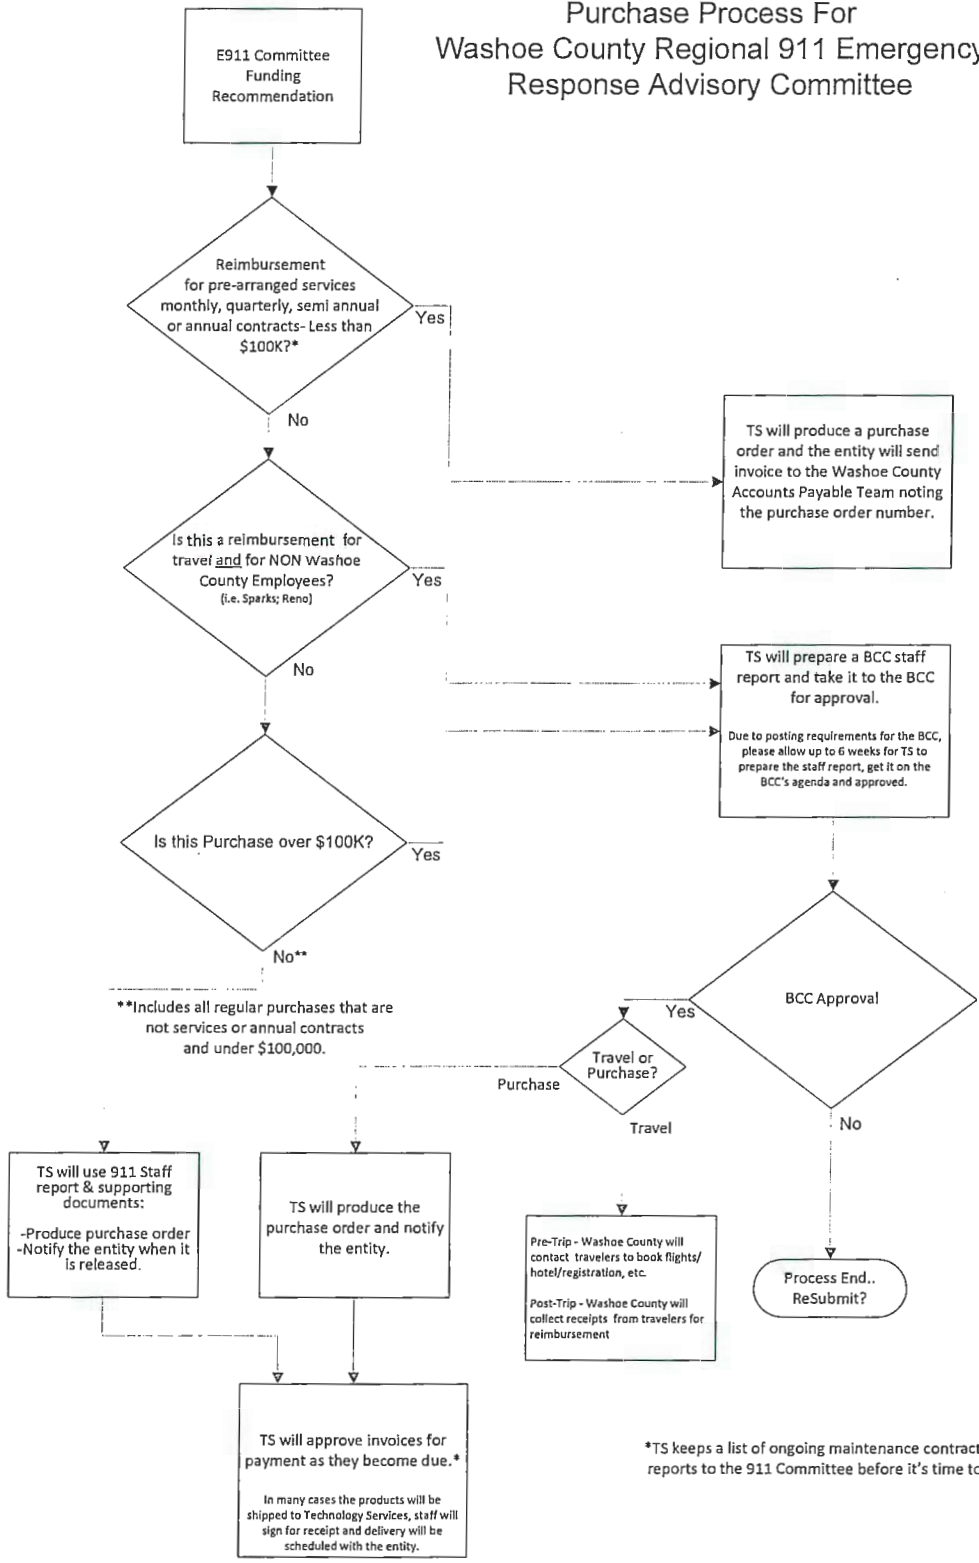 Purchase Process For
Washoe County Regional 911 Emergency
Response Advisory Committee
E911 Committee
Funding
Recommendation
Reimbursement
for pre-arranged services
monthly, quarterly, semi annual
or annual contracts- Less than
$100K?*
Yes
No
TS will produce a purchase
order and the entity will send
invoice to the Washoe County
Accounts Payable Team noting
the purchase order number.
Is this a reimbursement for
travel and for NON Washoe
County Employees?
(i.e. Sparks; Reno)
Yes
No
TS will prepare a BCC staff
report and take it to the BCC
for approval.
Due to posting requirements for the BCC,
please allow up to 6 weeks for TS to
prepare the staff report, get it on the
BCC's agenda and approved.
Is this Purchase over $100K?
Yes
No**
**Includes all regular purchases that are
not services or annual contracts
and under $100,000.
BCC Approval
Yes
No
Travel or
Purchase?
Purchase
Travel
TS will use 911 Staff
report & supporting
documents:
-Produce purchase order
-Notify the entity when it
is released.
TS will produce the
purchase order and notify
the entity.
Pre-Trip - Washoe County will
contact travelers to book flights/
hotel/registration, etc.
Post-Trip - Washoe County will
collect receipts from travelers for
reimbursement
Process End..
ReSubmit?
TS will approve invoices for
payment as they become due.*
In many cases the products will be
shipped to Technology Services, staff will
sign for receipt and delivery will be
scheduled with the entity.
*TS keeps a list of ongoing maintenance contract
reports to the 911 Committee before it's time to